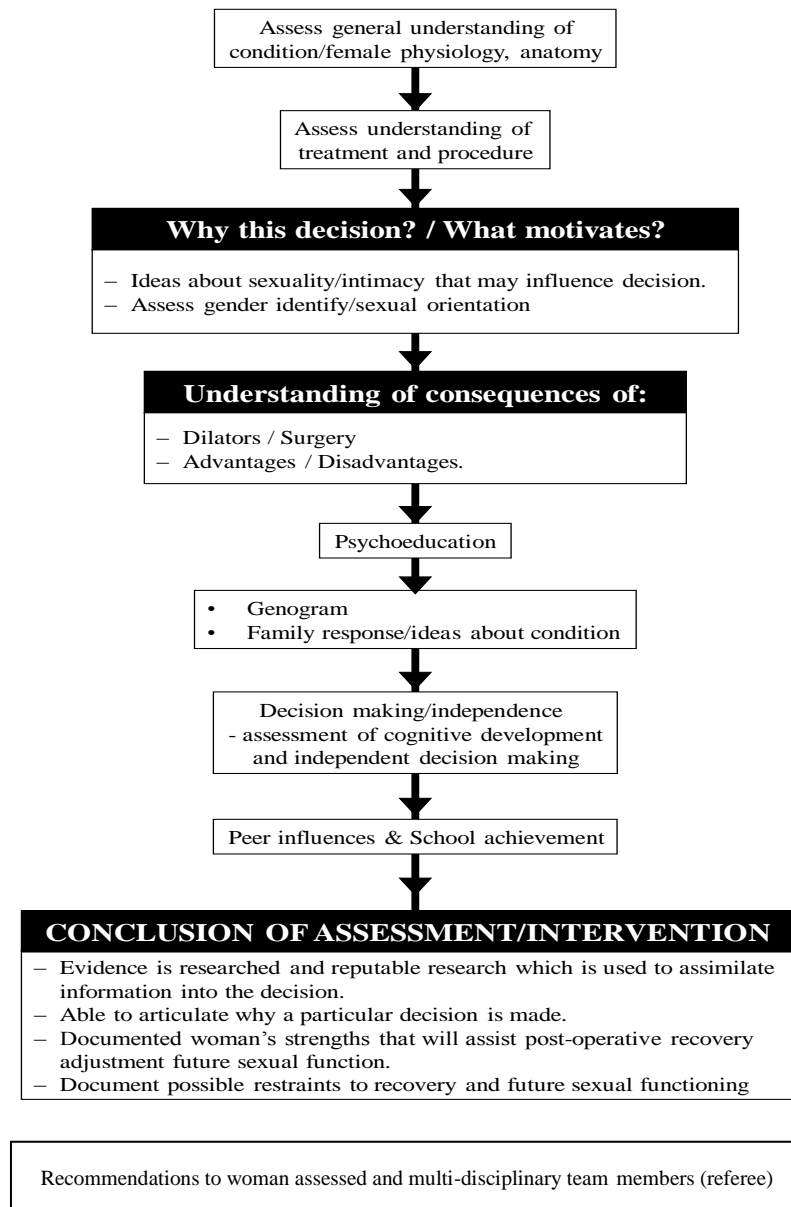 Assess general understanding of
condition/female physiology, anatomy
Assess understanding of
treatment and procedure
Why this decision? / What motivates?
– Ideas about sexuality/intimacy that may influence decision.
– Assess gender identify/sexual orientation
Understanding of consequences of:
– Dilators / Surgery
– Advantages / Disadvantages.
Psychoeducation
• Genogram
• Family response/ideas about condition
Decision making/independence
- assessment of cognitive development
and independent decision making
Peer influences & School achievement
CONCLUSION OF ASSESSMENT/INTERVENTION
– Evidence is researched and reputable research which is used to assimilate
information into the decision.
– Able to articulate why a particular decision is made.
– Documented woman's strengths that will assist post-operative recovery
adjustment future sexual function.
– Document possible restraints to recovery and future sexual functioning
Recommendations to woman assessed and multi-disciplinary team members (referee)